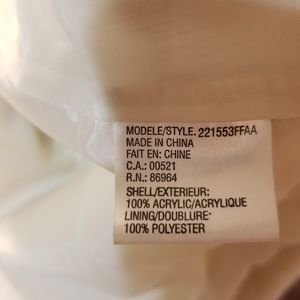 MODELE/STYLE. 221553FFAA
MADE IN CHINA
FAIT EN: CHINE
C.A.: 00521
R.N.: 86964
SHELL/EXTERIEUR:
100% ACRYLIC/ACRYLIQUE
LINING/DOUBLURE:
100% POLYESTER